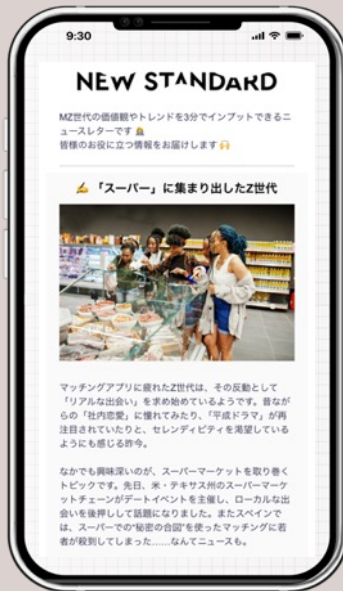 9:30
NEW STANDARD
MZ世代の価値観やトレンドを3分でインプットできるニ
ュースレターです 🙇
皆様のお役に立つ情報をお届けします 🙌
✍️ 「スーパー」に集まり出したZ世代
マッチングアプリに疲れたZ世代は、その反動として
「リアルな出会い」を求め始めているようです。昔なが
らの「社内恋愛」に憧れてみたり、「平成ドラマ」が再
注目されていたりと、セレンディピティを渇望している
ようにも感じる昨今。
なかでも興味深いのが、スーパーマーケットを取り巻く
トピックです。先日、米・テキサス州のスーパーマーケ
ットチェーンがデートイベントを主催し、ローカルな出
会いを後押しして話題になりました。またスペインで
は、スーパーでの“秘密の合図”を使ったマッチングに若
者が殺到してしまった……なんてニュースも。